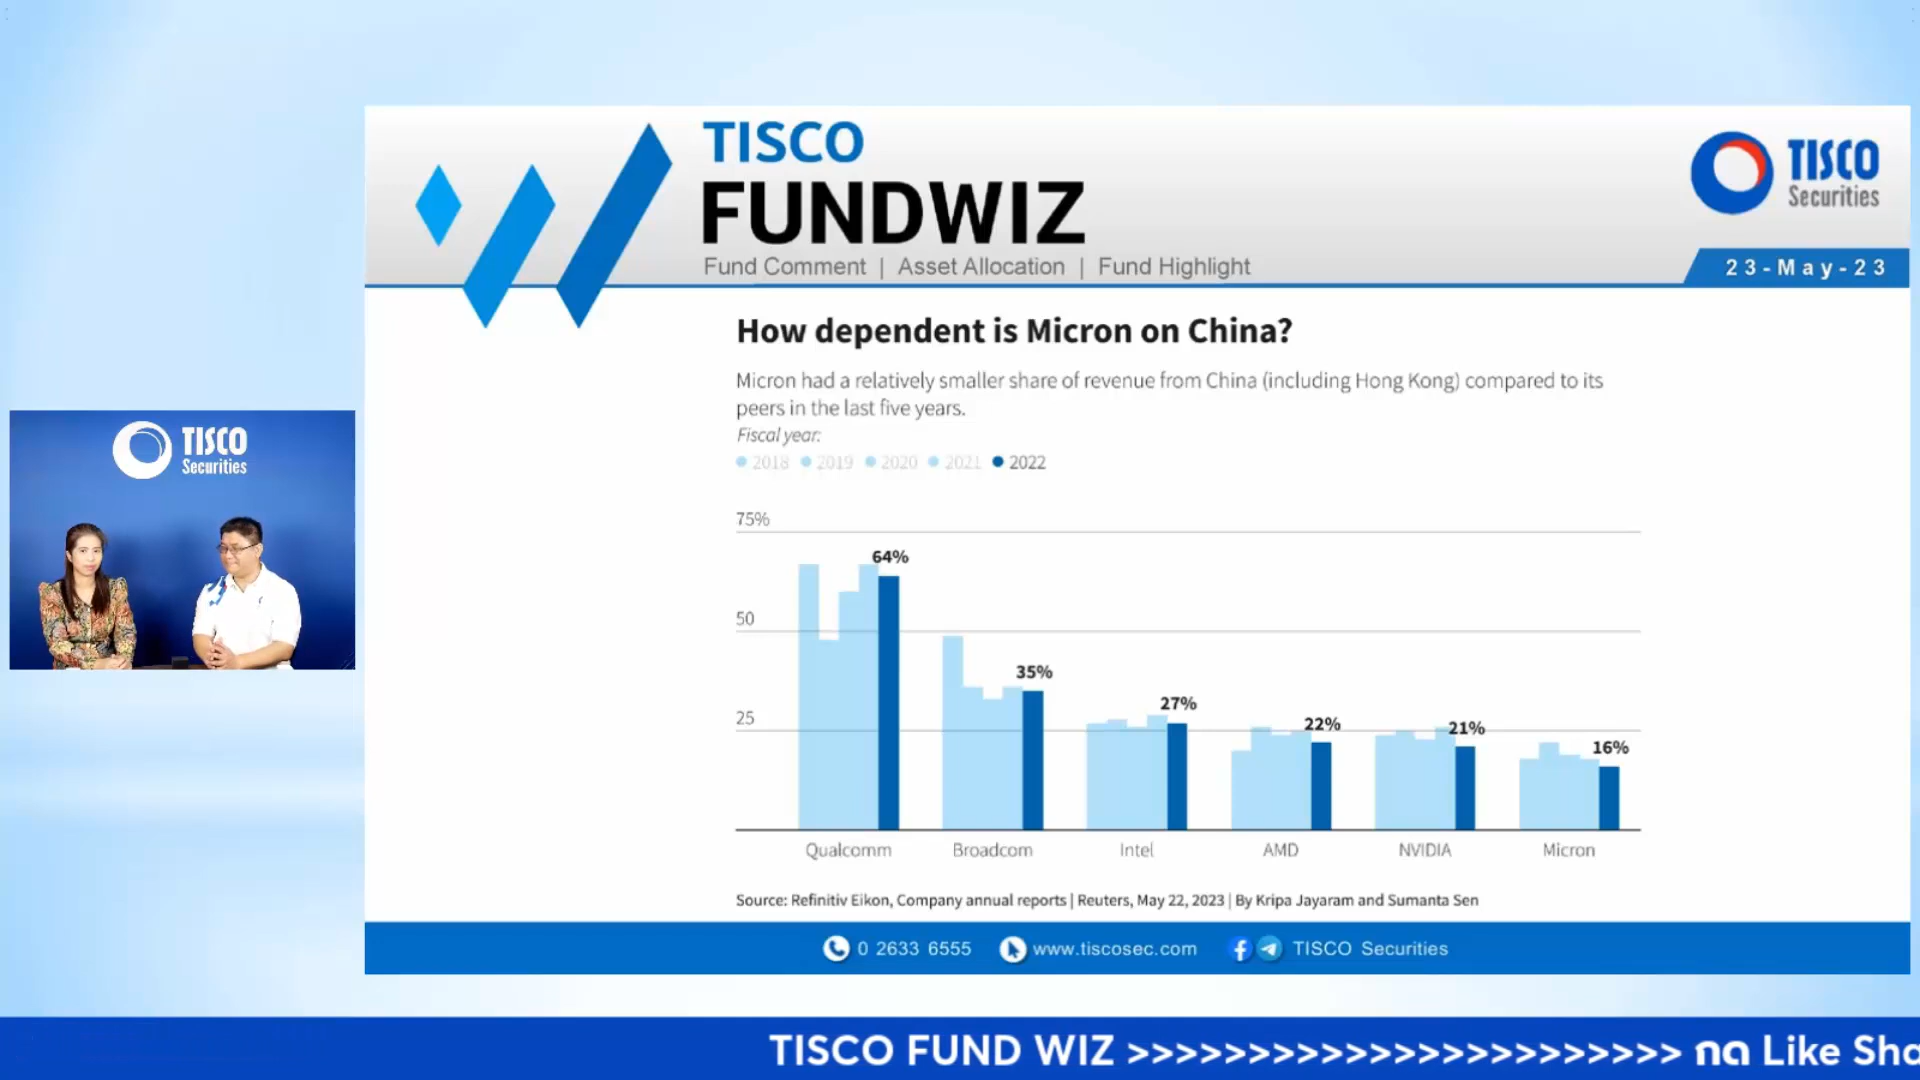 TISCO
FUNDWIZ
Fund Comment | Asset Allocation | Fund Highlight
TISCO
Securities
23-May-23
How dependent is Micron on China?
Micron had a relatively smaller share of revenue from China (including Hong Kong) compared to its
peers in the last five years.
Fiscal year:
2018 2019 2020 2021 2022
75%
64%
50
35%
27%
25
22%
21%
16%
Qualcomm Broadcom Intel AMD NVIDIA Micron
Source: Refinitiv Eikon, Company annual reports | Reuters, May 22, 2023 | By Kripa Jayaram and Sumanta Sen
0 2633 6555 www.tiscosec.com TISCO Securities
TISCO
Securities
TISCO FUND WIZ >>>>>>>>>>>>>>>>>>>>>>> กด Like Sha